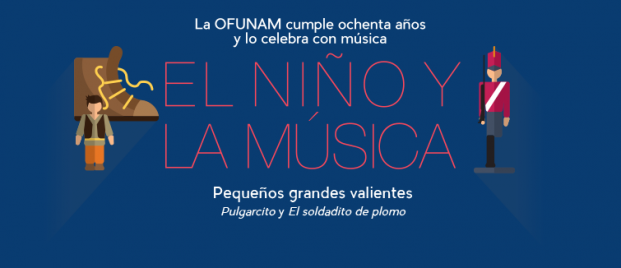 La OFUNAM cumple ochenta años
y lo celebra con música
EL NIÑO Y
LA MÚSICA
Pequeños grandes valientes
Pulgarcito y El soldadito de plomo